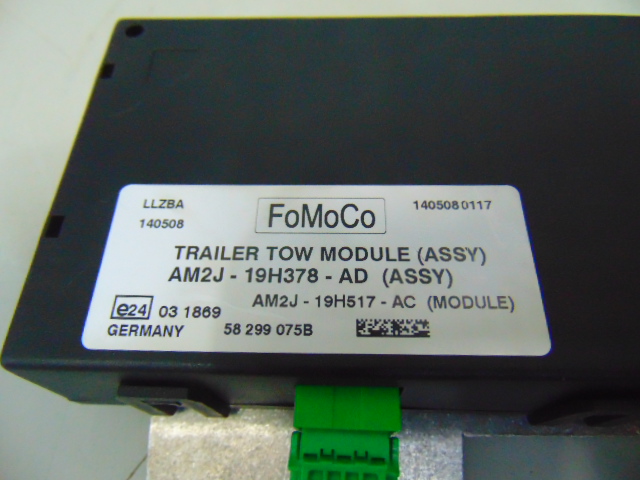 LLZBA
FoMoCo
1405080117
140508
TRAILER TOW MODULE (ASSY)
AM2J - 19H378 - AD (ASSY)
AM2J - 19H517 - AC (MODULE)
e24 03 1869
GERMANY
58 299 075B